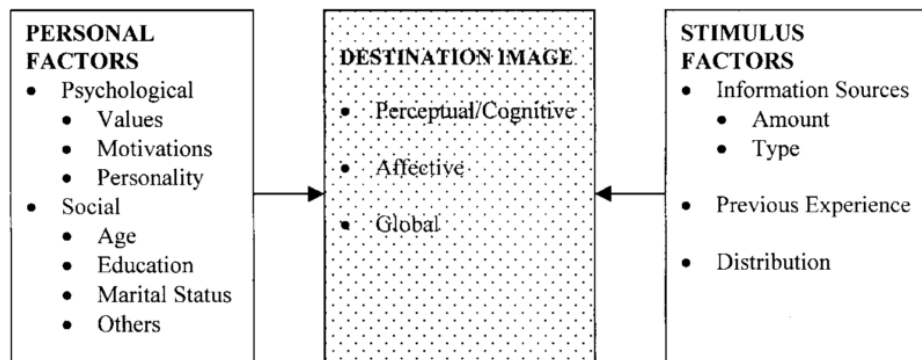 PERSONAL
FACTORS
• Psychological
• Values
• Motivations
• Personality
• Social
• Age
• Education
• Marital Status
• Others
DESTINATION IMAGE
• Perceptual/Cognitive
• Affective
• Global
STIMULUS
FACTORS
• Information Sources
• Amount
• Type
• Previous Experience
• Distribution